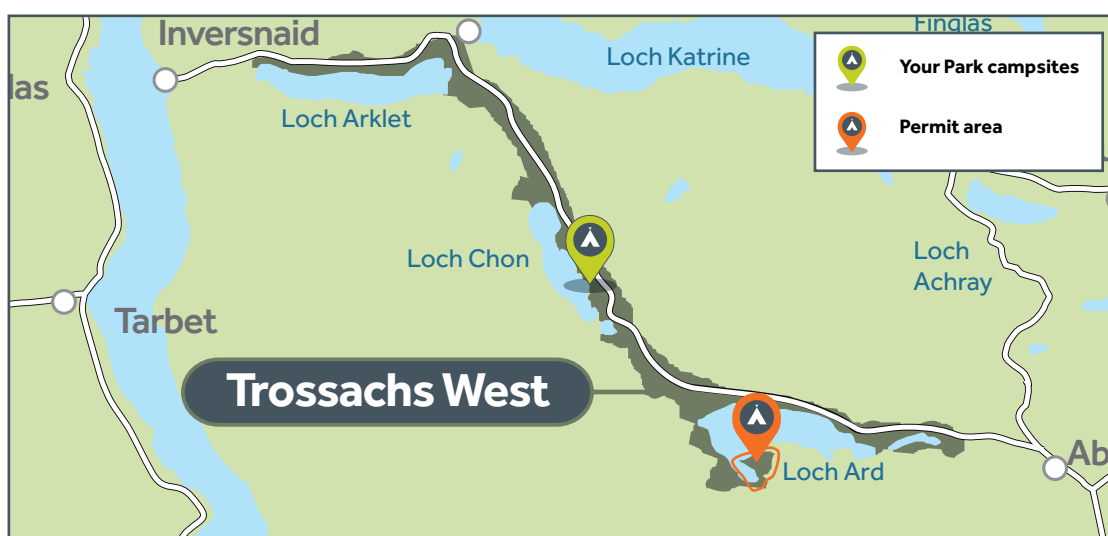 Inversnaid
Finglas
Loch Katrine
Your Park campsites
Permit area
las
Loch Arklet
Loch Chon
Loch
Achray
Tarbet
Trossachs West
Loch Ard
Ab